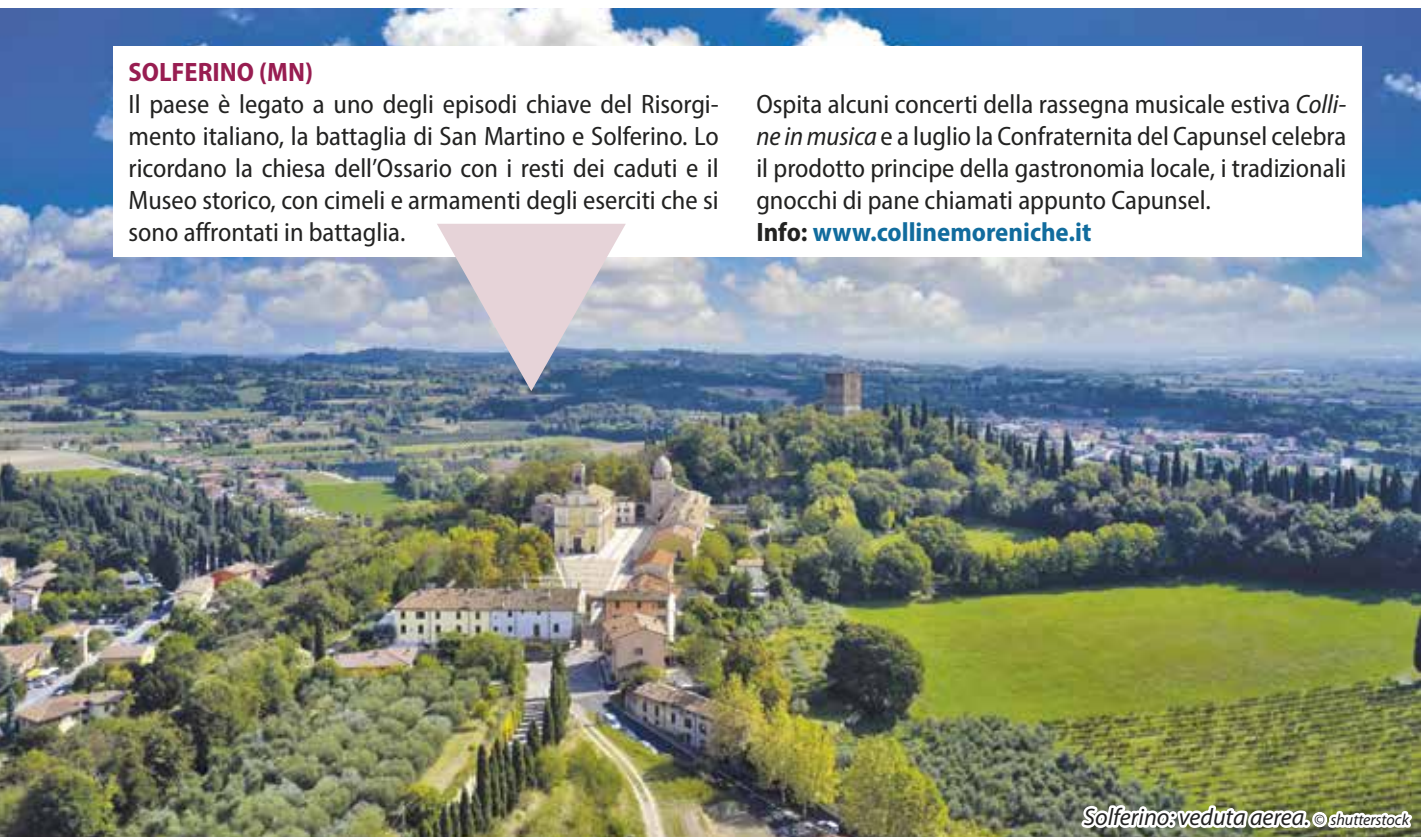 SOLFERINO (MN)
Il paese è legato a uno degli episodi chiave del Risorgi-
mento italiano, la battaglia di San Martino e Solferino. Lo
ricordano la chiesa dell’Ossario con i resti dei caduti e il
Museo storico, con cimeli e armamenti degli eserciti che si
sono affrontati in battaglia.
Ospita alcuni concerti della rassegna musicale estiva Colli-
ne in musica e a luglio la Confraternita del Capunsel celebra
il prodotto principe della gastronomia locale, i tradizionali
gnocchi di pane chiamati appunto Capunsel.
Info: www.collinemoreniche.it
Solferino: veduta aerea. © shutterstock